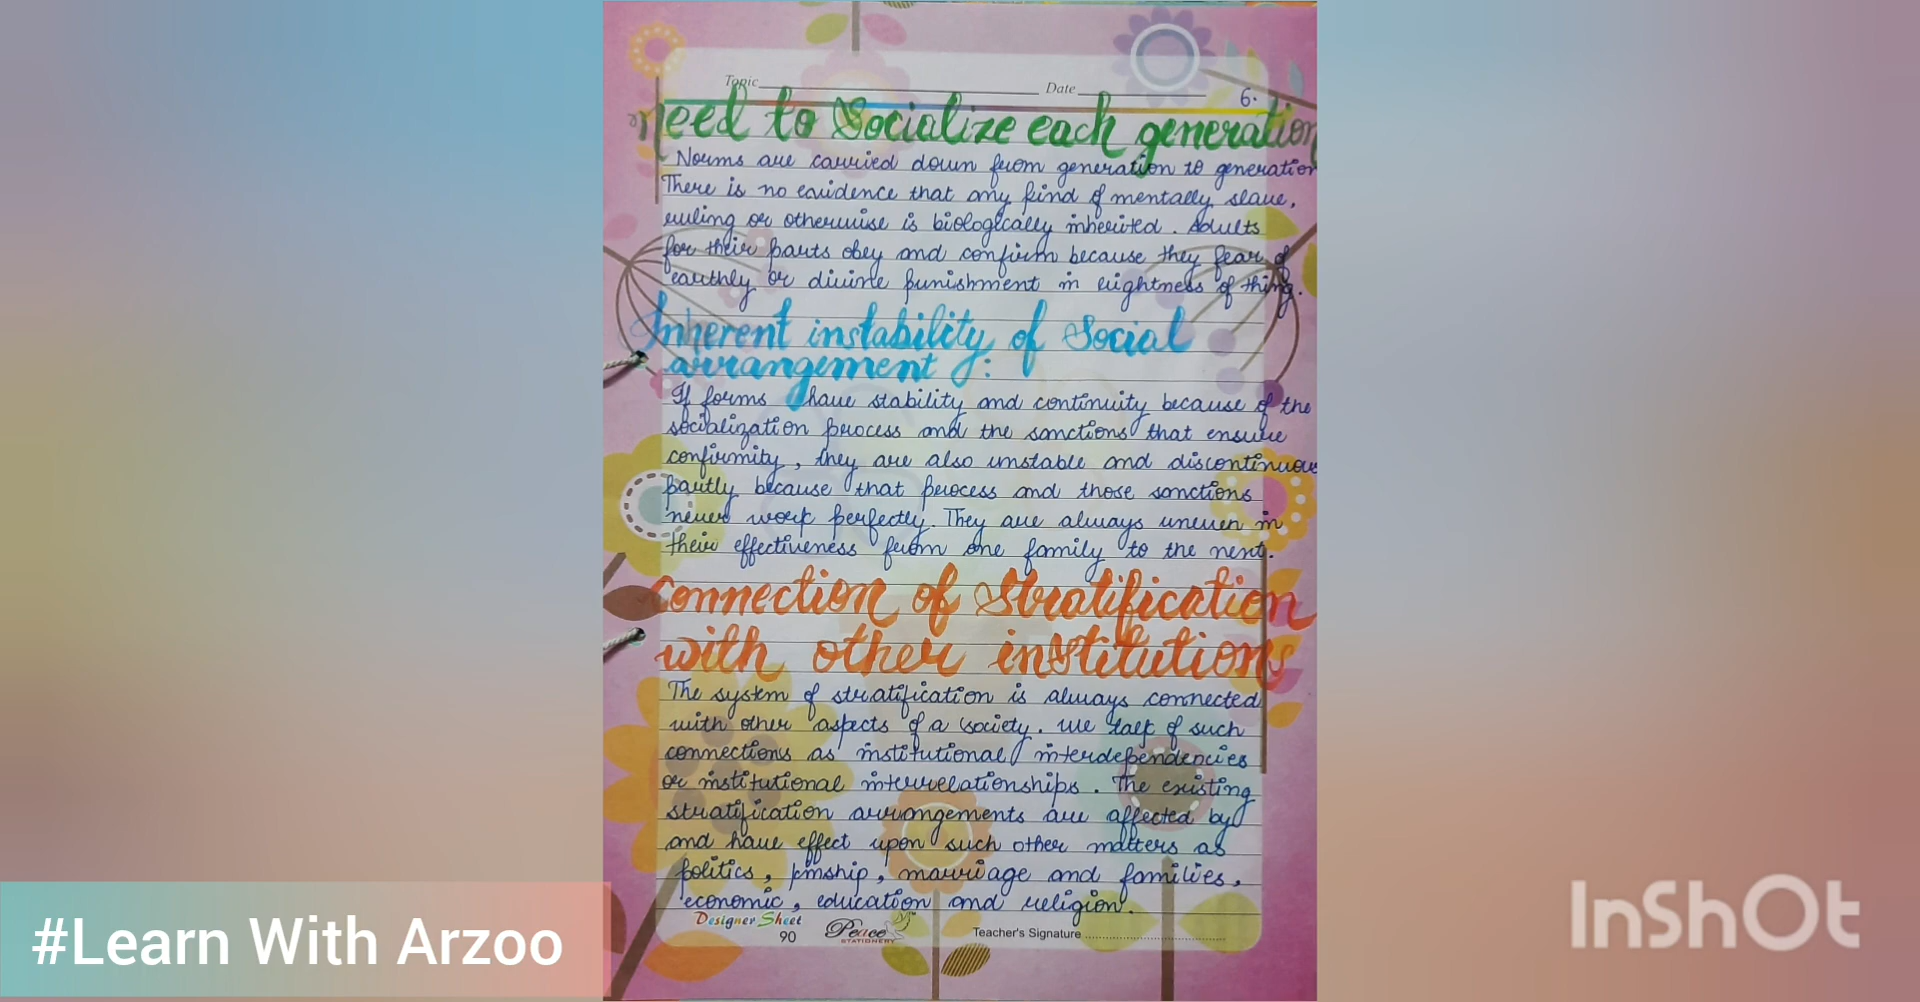 Topic
Date
6.
need to Socialize each generation
Norms are carried down from generation to generation
There is no evidence that any kind of mentally slave,
ruling or otherwise is biologically inherited. Adults
for their parts obey and confirm because they fear of
earthly or divine punishment in rightness of thing.
Inherent instability of Social
arrangement :
If forms have stability and continuity because of the
socialization process and the sanctions that ensure
confirmity, they are also unstable and discontinuous
partly because that process and those sanctions
never work perfectly. They are always uneven in
their effectiveness from one family to the next.
Connection of Stratification
with other institutions
The system of stratification is always connected
with other aspects of a society. We talk of such
connections as institutional interdependencies
or institutional interrelationships. The existing
stratification arrangements are affected by
and have effect upon such other matters as
politics, kinship, marriage and families,
economic, education and religion.
Designer Sheet
90
Peace
STATIONERY
Teacher's Signature
#Learn With Arzoo
InShOt